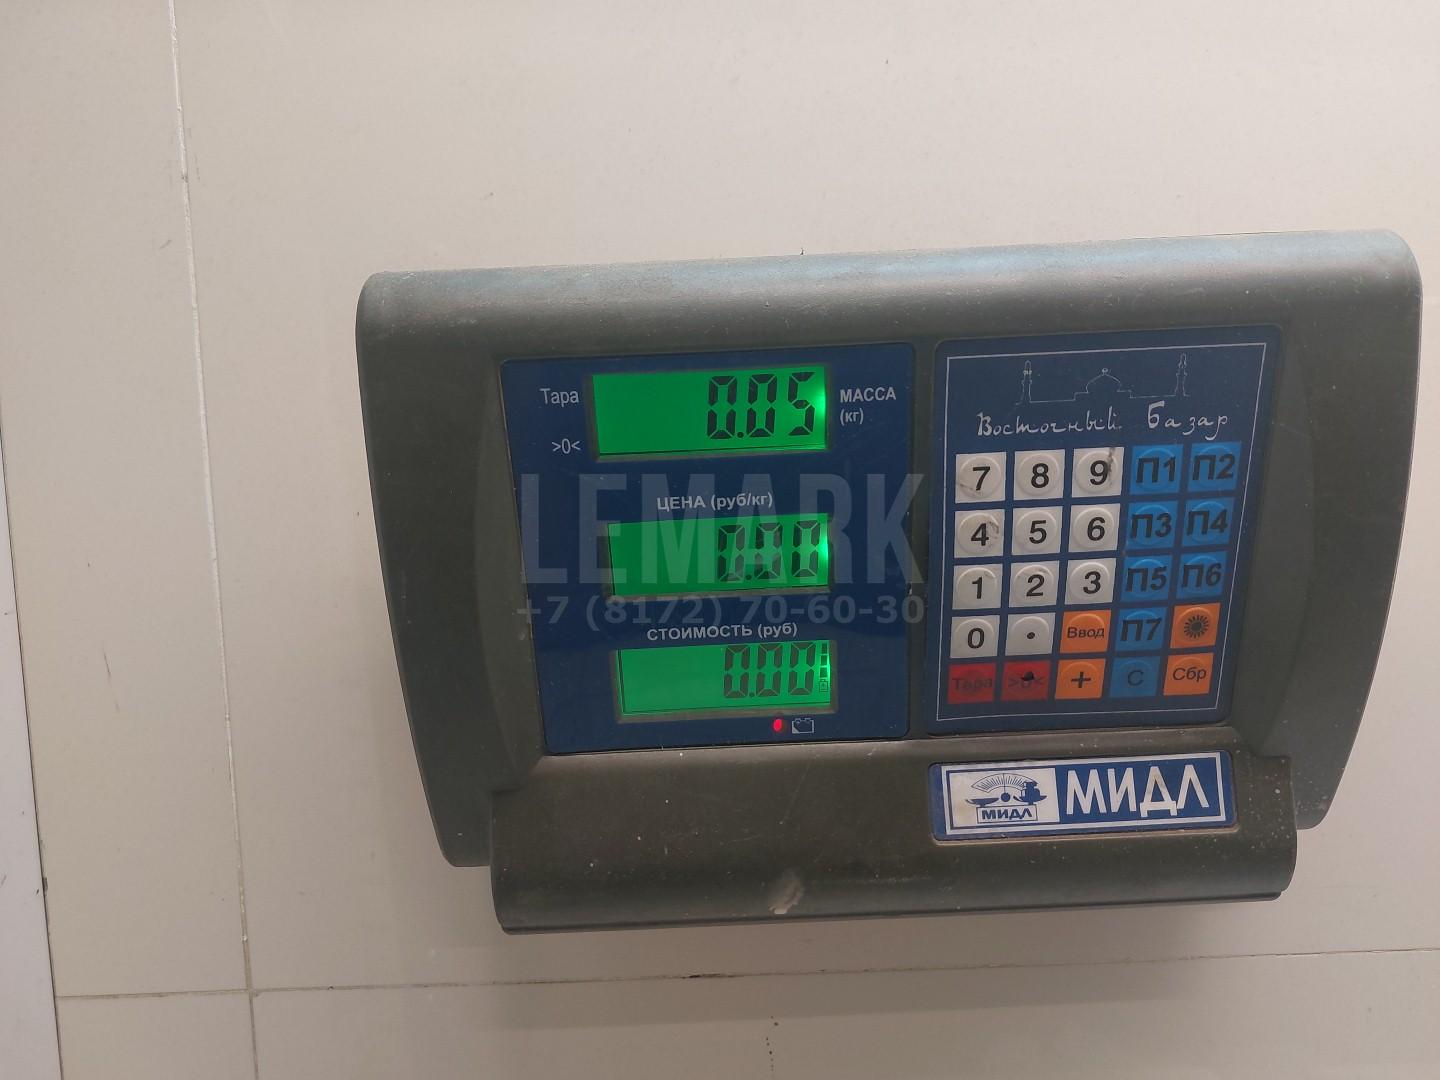 Тара
0.05
МАССА
(кг)
>0<
ЦЕНА (руб/кг)
0.00
СТОИМОСТЬ (руб)
0.00
LEMARK
+7 (8172) 70-60-30
Восточный Базар
7 8 9 П1 П2
4 5 6 П3 П4
1 2 3 П5 П6
0 . Ввод П7
Тара >0< + С Сбр
МИДЛ
МИДЛ